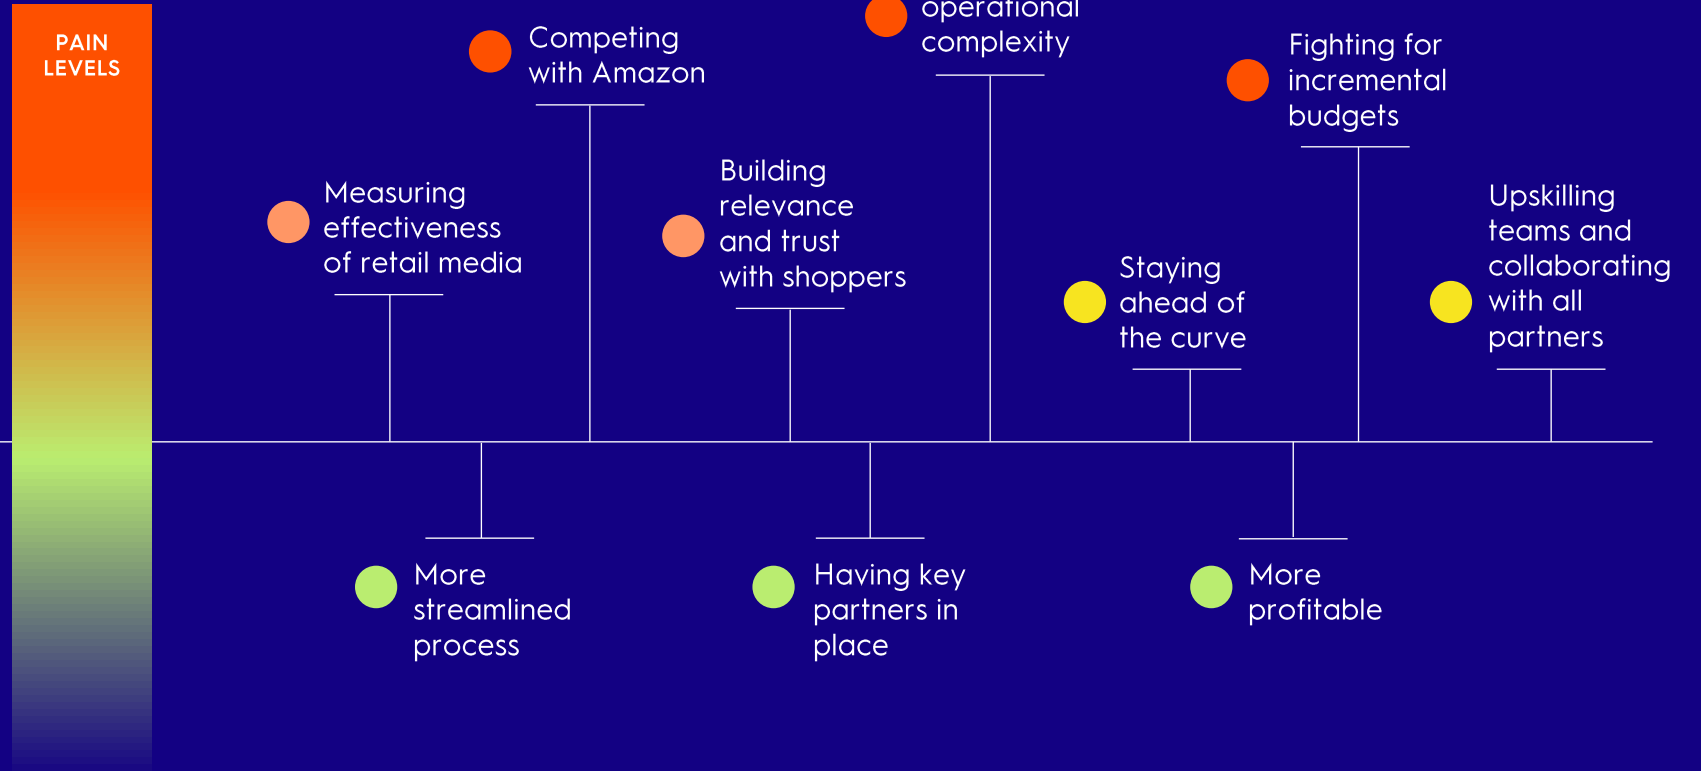 PAIN
LEVELS
Competing
with Amazon
operational
complexity
Fighting for
incremental
budgets
Measuring
effectiveness
of retail media
Building
relevance
and trust
with shoppers
Staying
ahead of
the curve
Upskilling
teams and
collaborating
with all
partners
More
streamlined
process
Having key
partners in
place
More
profitable